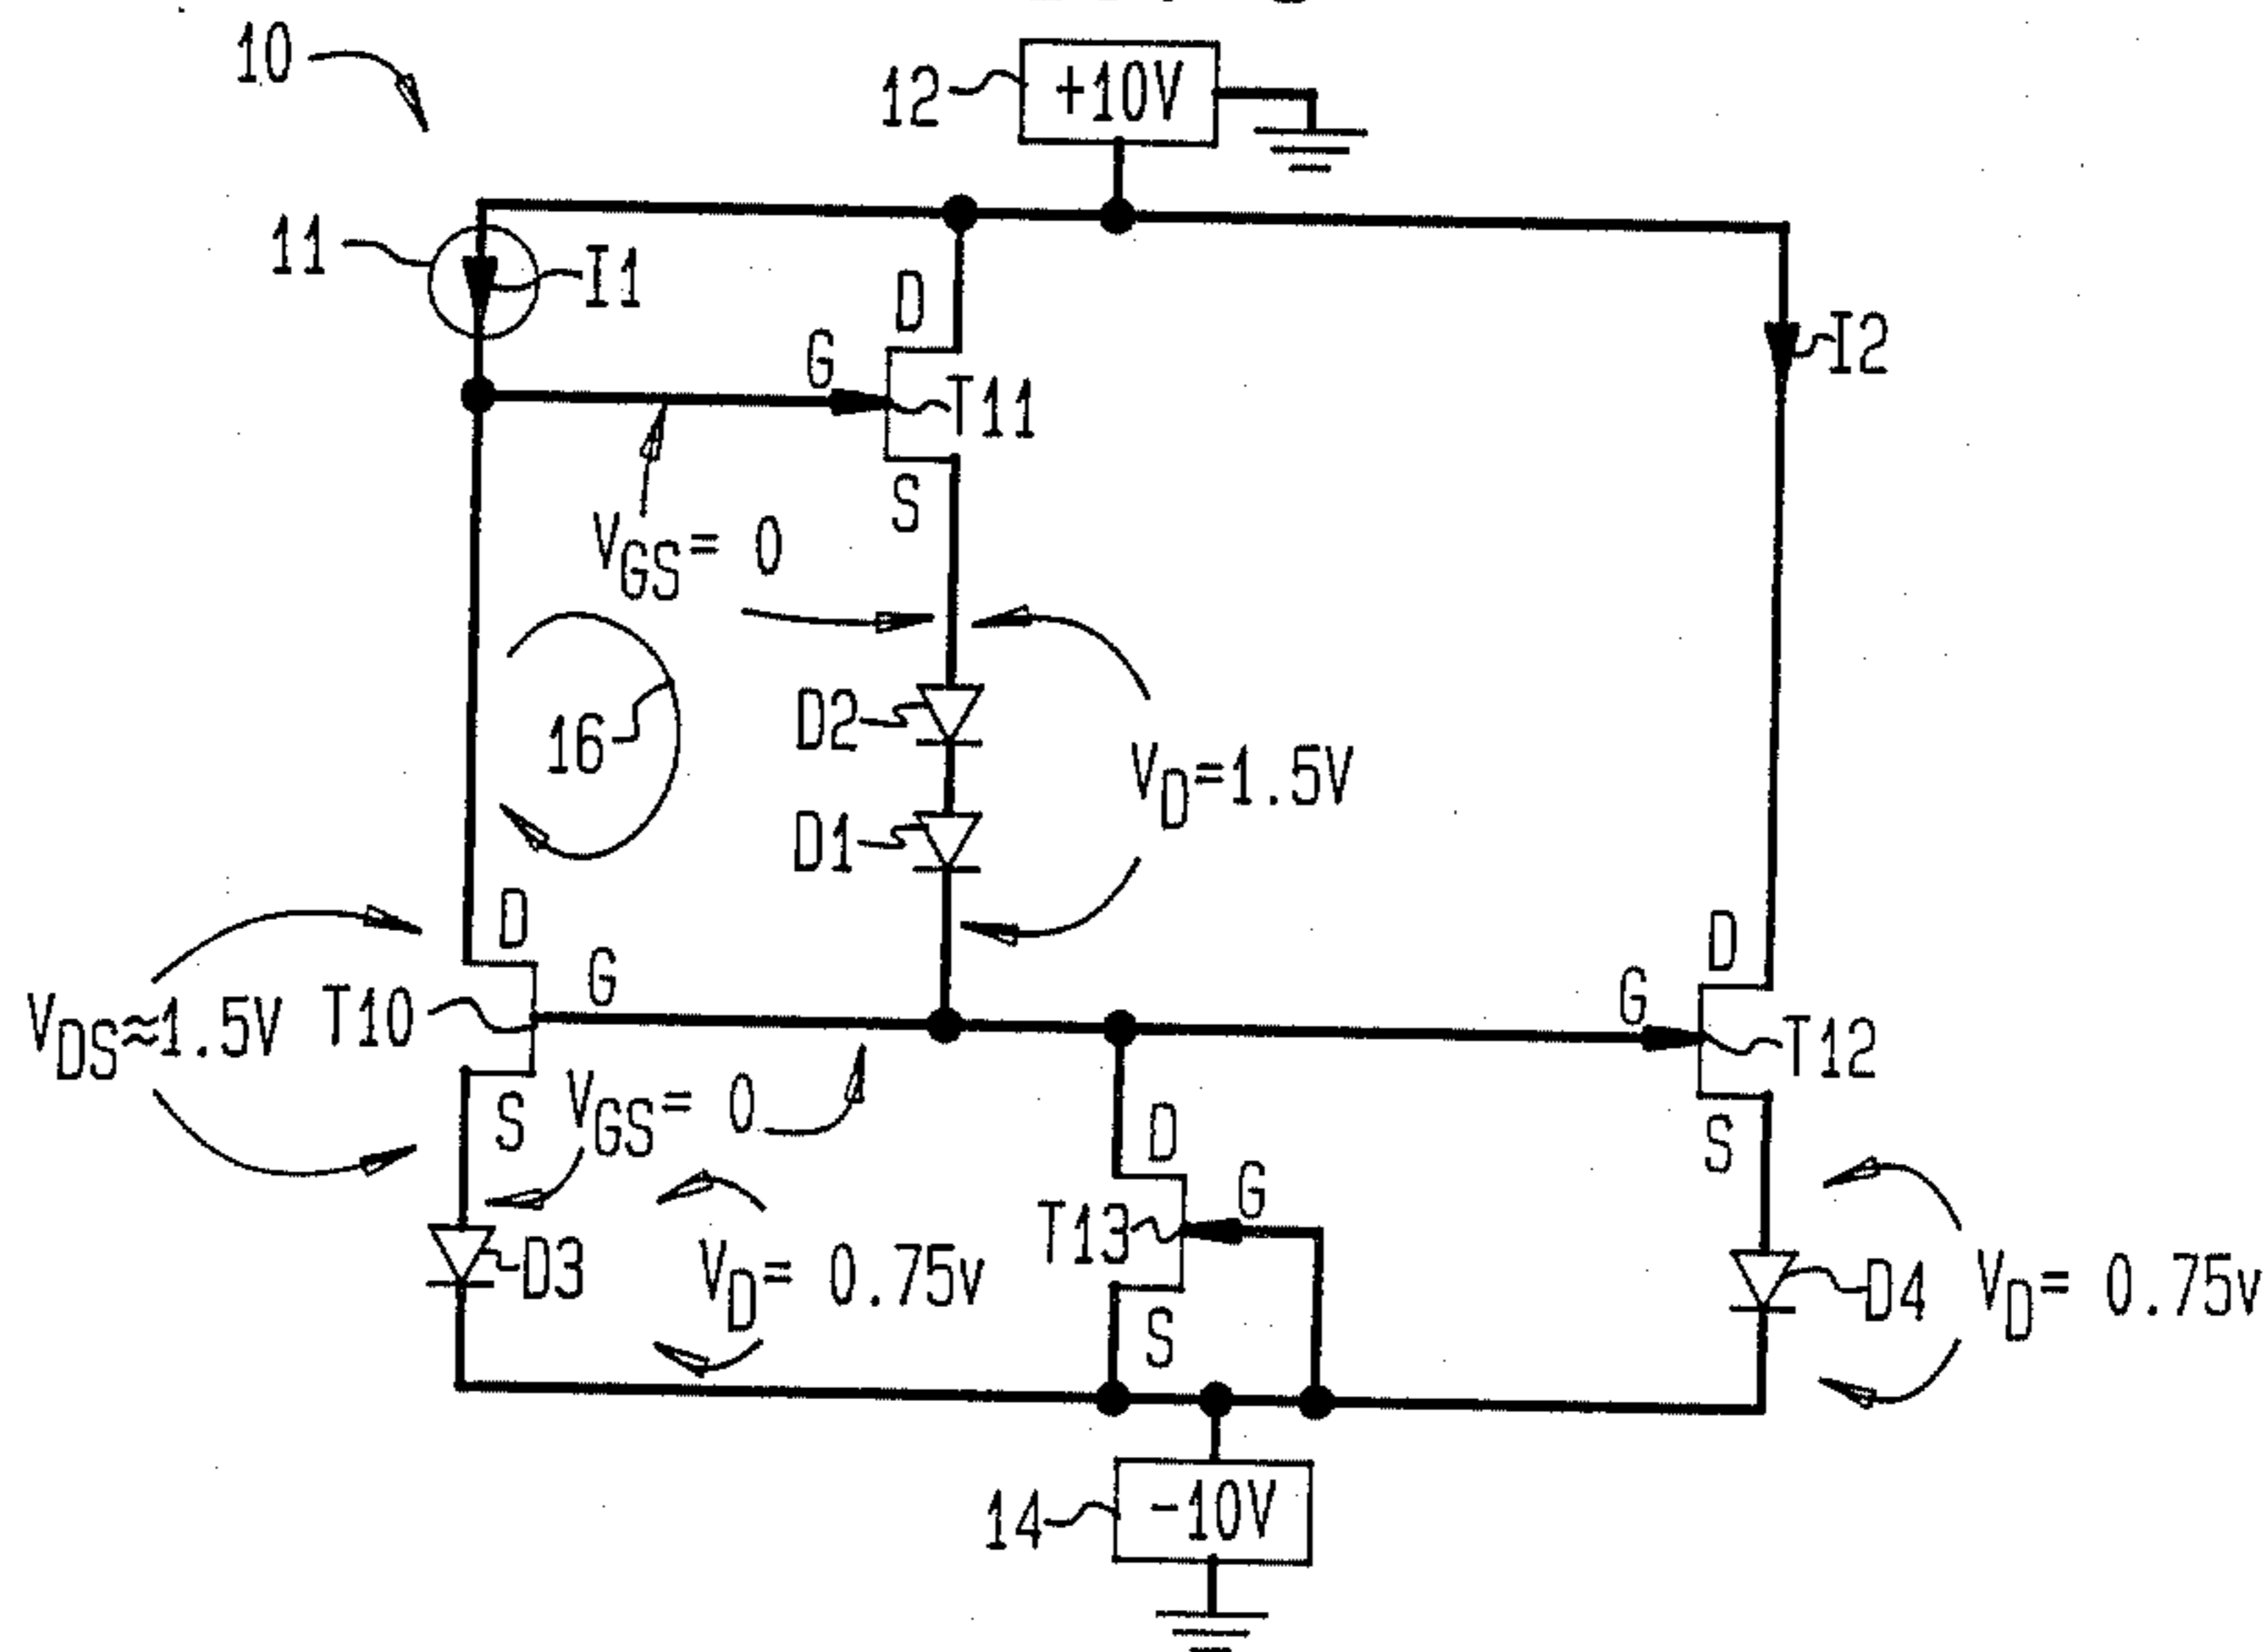 10
12
+10V
11
I1
D
I2
G
T11
S
V_GS = 0
D2
16
V_D=1.5V
D1
D
D
G
G
V_DS≈1.5V
T10
T12
S
V_GS = 0
D
S
G
T13
D3
V_D= 0.75v
D4
V_D= 0.75v
S
14
-10V